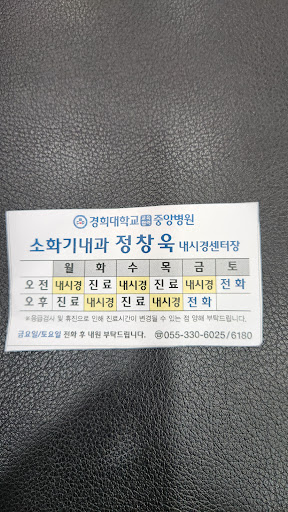 경희대학교 교육협력 중앙병원
소화기내과 정창욱 내시경센터장
월 화 수 목 금 토
오전 내시경 진료 내시경 진료 내시경 전화
오후 진료 내시경 진료 내시경 전화
※응급검사 및 휴진으로 인해 진료시간이 변경될 수 있는 점 양해 부탁드립니다.
금요일/토요일 전화 후 내원 부탁드립니다. ☎055-330-6025/6180